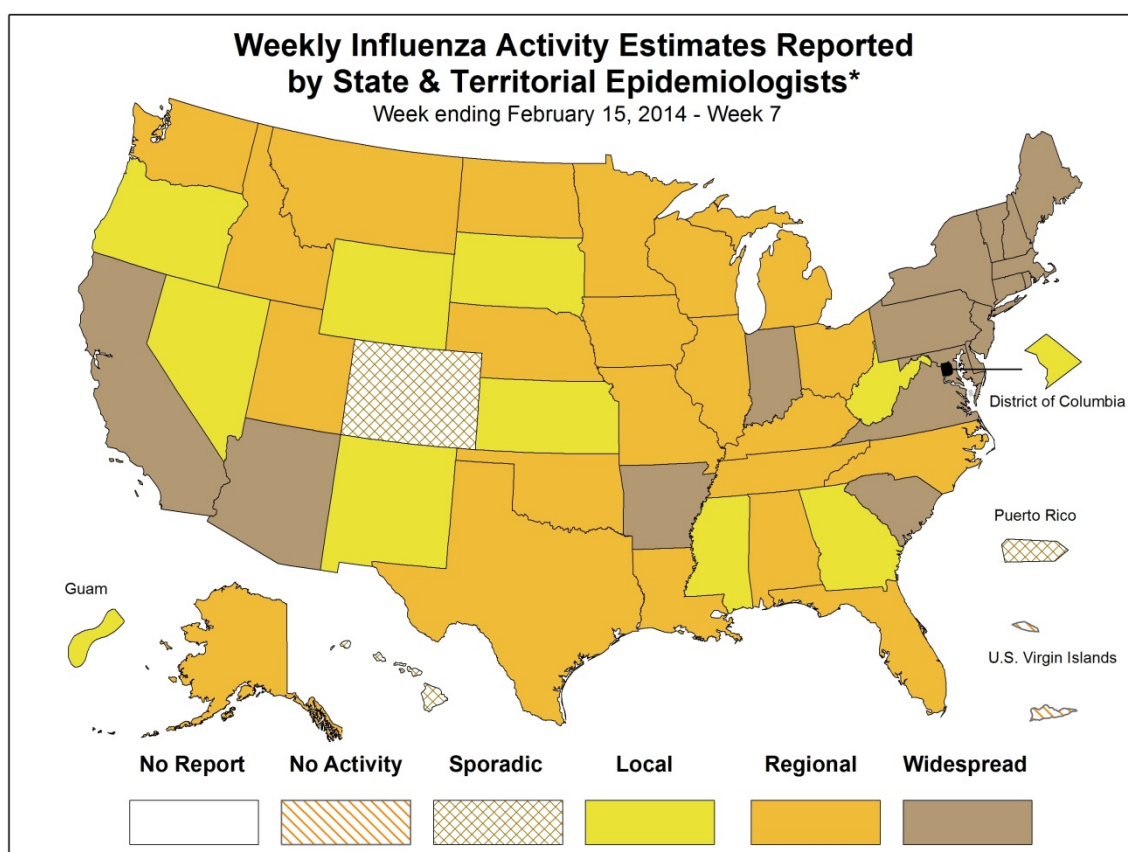 Weekly Influenza Activity Estimates Reported
by State & Territorial Epidemiologists*
Week ending February 15, 2014 - Week 7
District of Columbia
Puerto Rico
Guam
U.S. Virgin Islands
No Report No Activity Sporadic Local Regional Widespread